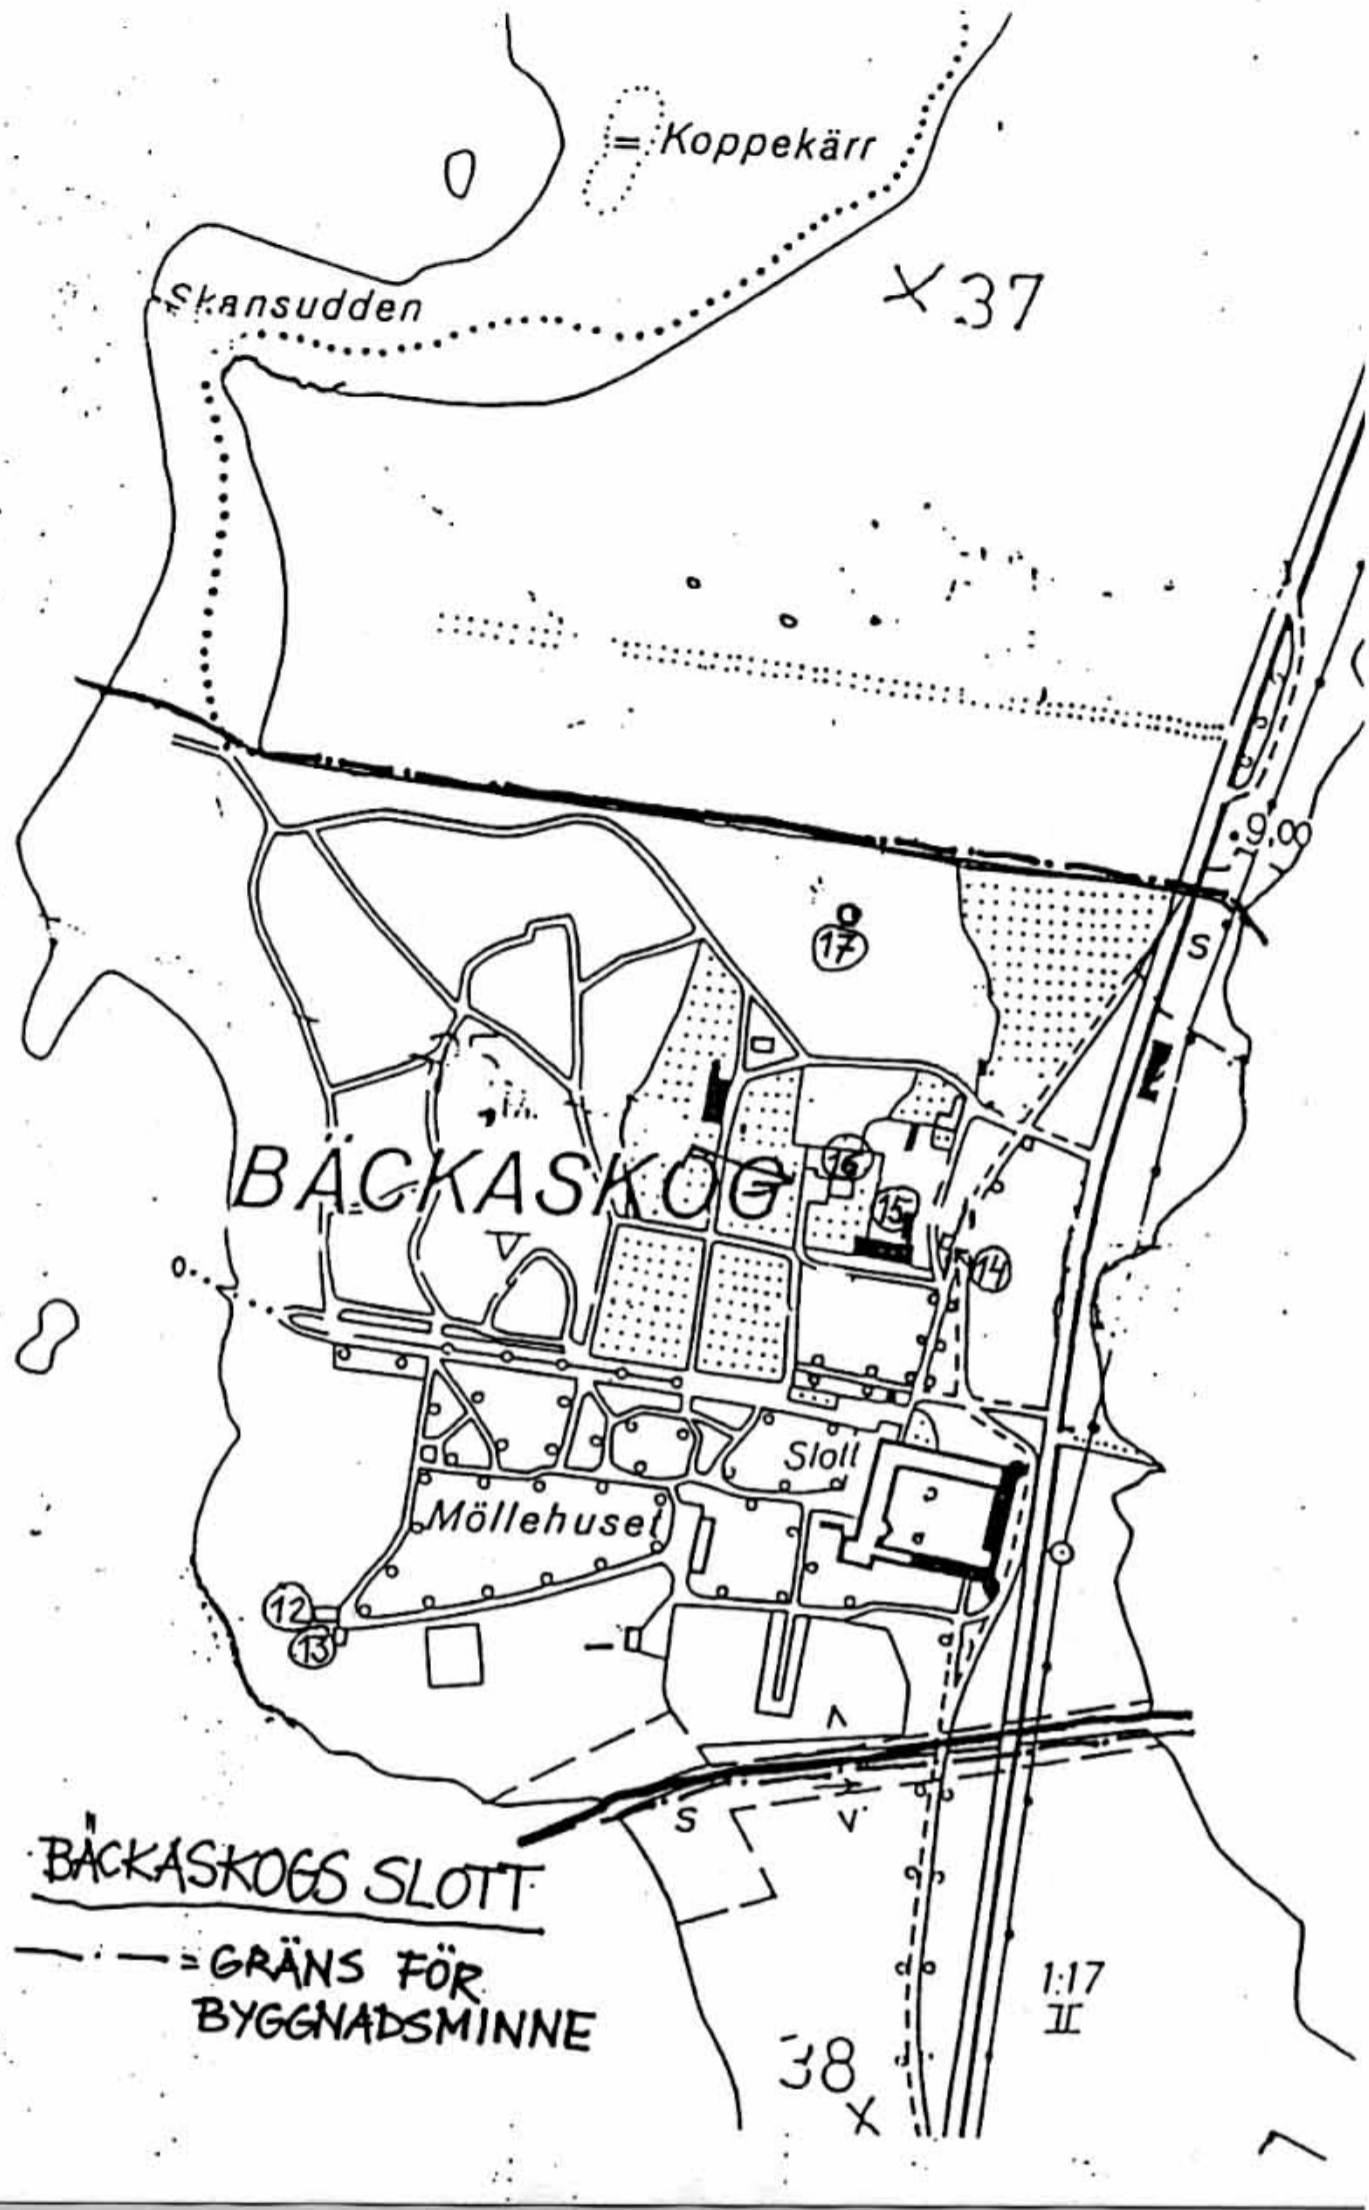 Koppekärr
Skansudden
37
9.00
17
S
BÄCKASKOG
16
15
14
Slott
Möllehuset
12
13
S
V
BÄCKASKOGS SLOTT
= GRÄNS FÖR
BYGGNADSMINNE
1:17
II
38